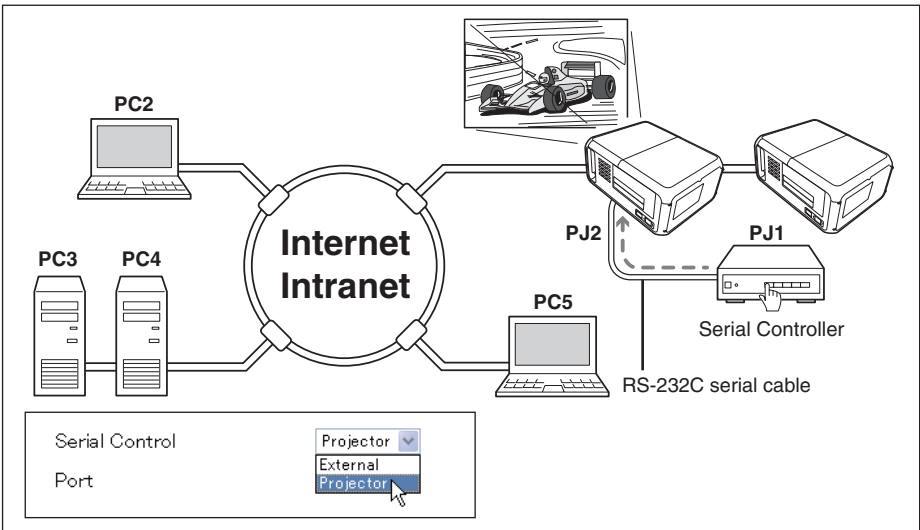 PC2
PC3
PC4
Internet
Intranet
PJ2
PJ1
PC5
Serial Controller
RS-232C serial cable
Serial Control
Projector
External
Port
Projector